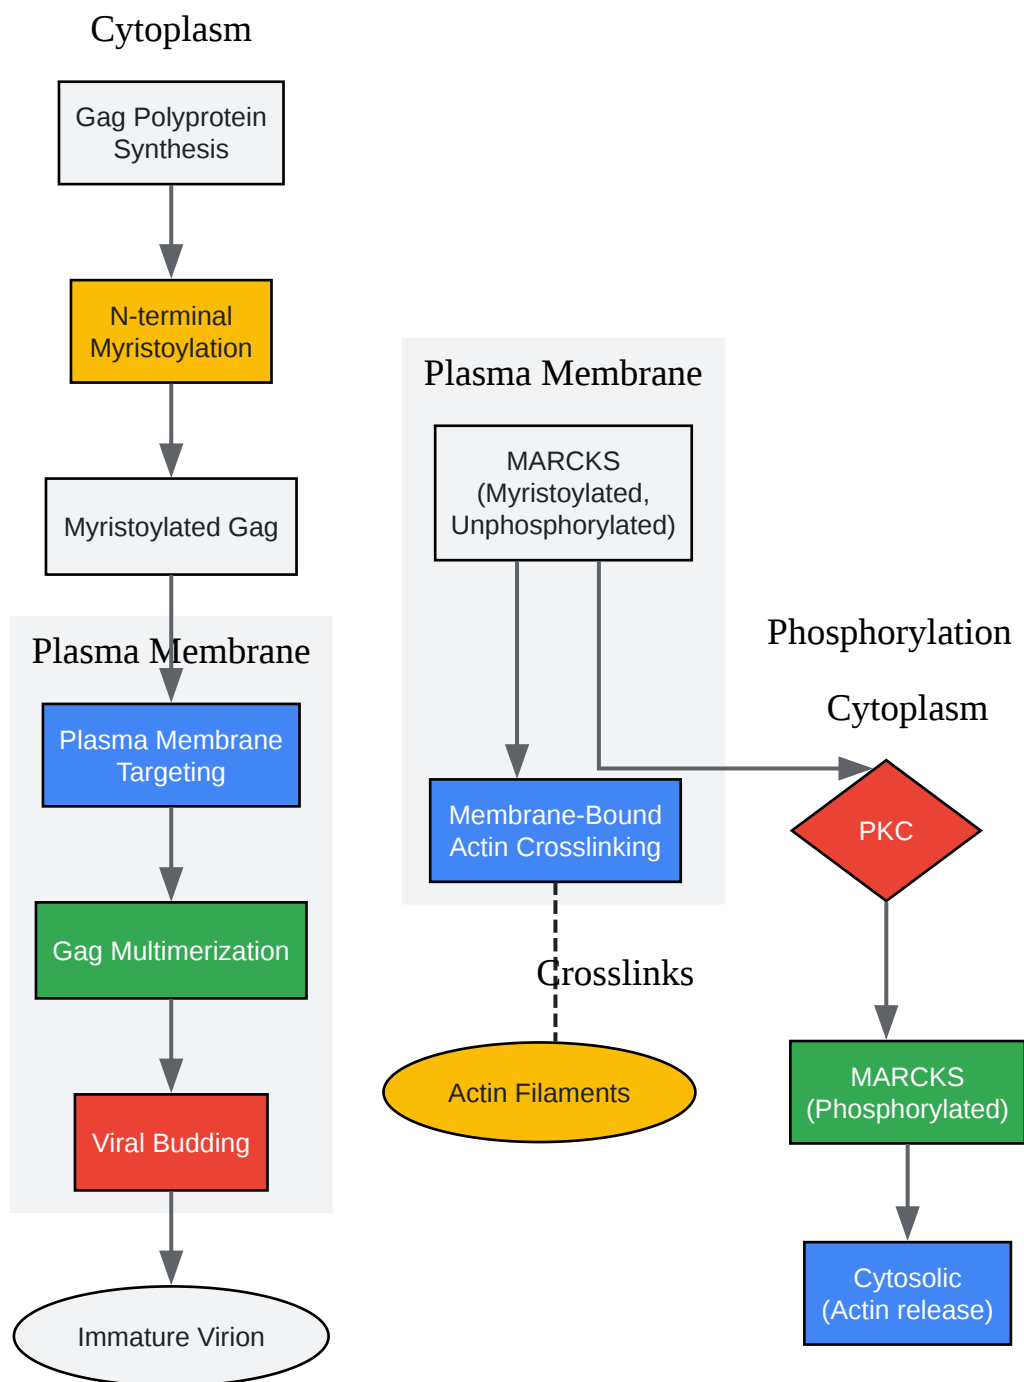 Cytoplasm
Gag Polyprotein
Synthesis
N-terminal
Myristoylation
Myristoylated Gag
Plasma Membrane
Plasma Membrane
Targeting
Gag Multimerization
Viral Budding
Immature Virion
Plasma Membrane
MARCKS
(Myristoylated,
Unphosphorylated)
Membrane-Bound
Actin Crosslinking
Crosslinks
Actin Filaments
Phosphorylation
Cytoplasm
PKC
MARCKS
(Phosphorylated)
Cytosolic
(Actin release)